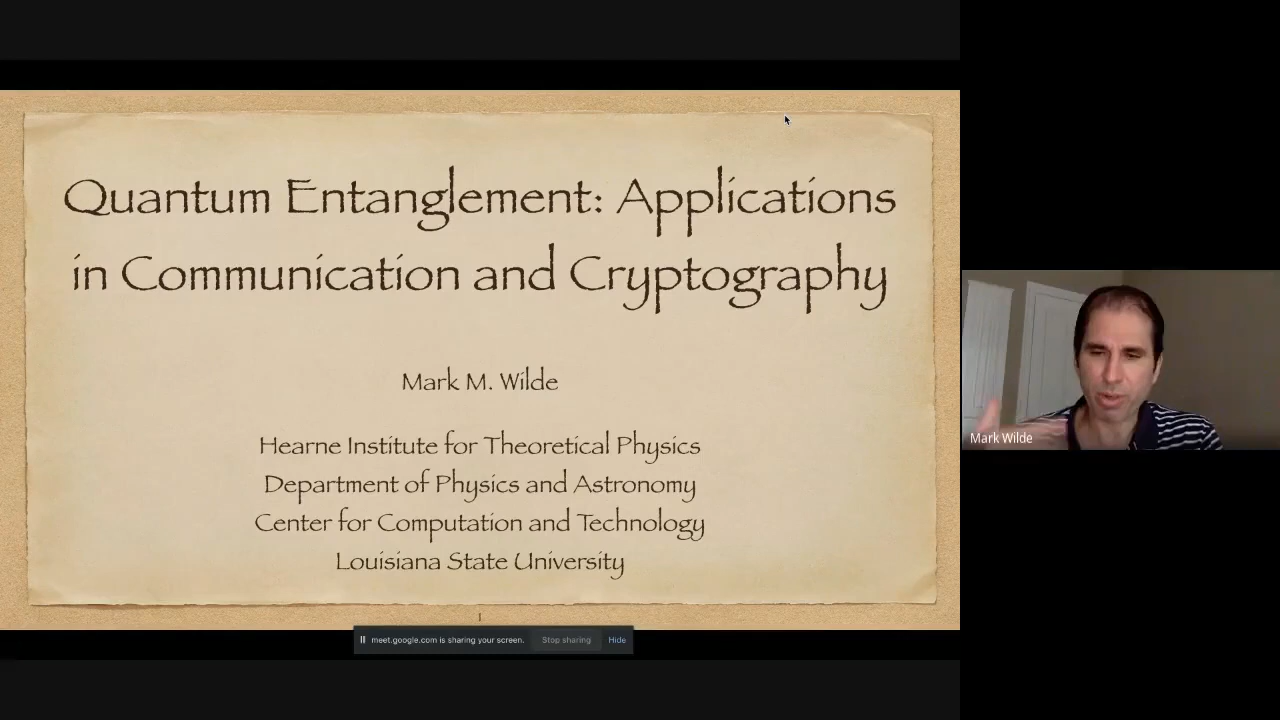 Quantum Entanglement: Applications
in Communication and Cryptography
Mark M. Wilde
Hearne Institute for Theoretical Physics
Department of Physics and Astronomy
Center for Computation and Technology
Louisiana State University
1
meet.google.com is sharing your screen. Stop sharing Hide
Mark Wilde